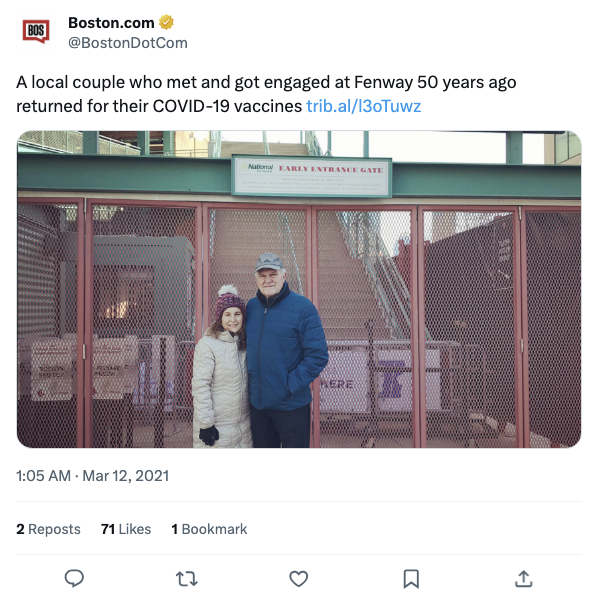 BOS
Boston.com
@BostonDotCom
A local couple who met and got engaged at Fenway 50 years ago
returned for their COVID-19 vaccines trib.al/l3oTuwz
National
EARLY ENTRANCE GATE
HERE
1:05 AM · Mar 12, 2021
2 Reposts 71 Likes 1 Bookmark